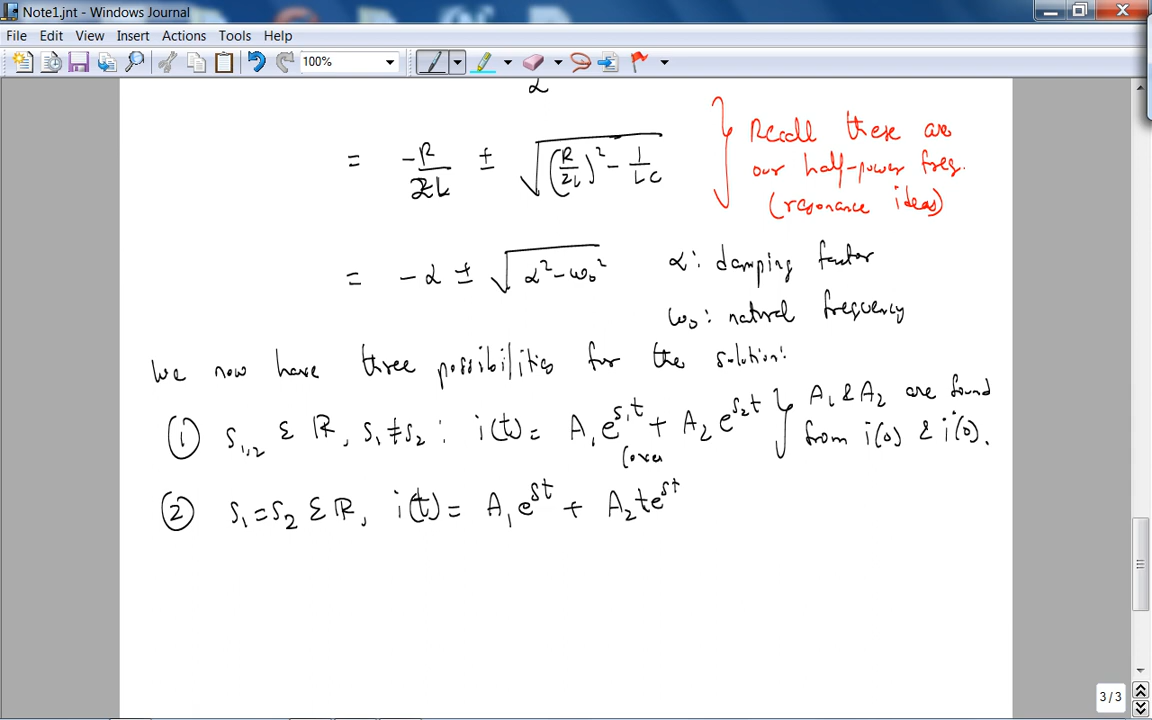 Note1.jnt - Windows Journal
File Edit View Insert Actions Tools Help
100%
α
= -R/2L ± √((R/2L)² - 1/LC)
Recall these are
our half-power freq.
(resonance ideas)
= -α ± √(α² - ω₀²)
α: damping factor
ω₀: natural frequency
We now have three possibilities for the solution:
① s₁,₂ ∈ ℝ, s₁ ≠ s₂ : i(t) = A₁e^(s₁t) + A₂e^(s₂t)
A₁ & A₂ are found
from i(0) & i̇(0).
(over
② s₁ = s₂ ∈ ℝ, i(t) = A₁e^(st) + A₂te^(st)
3 / 3